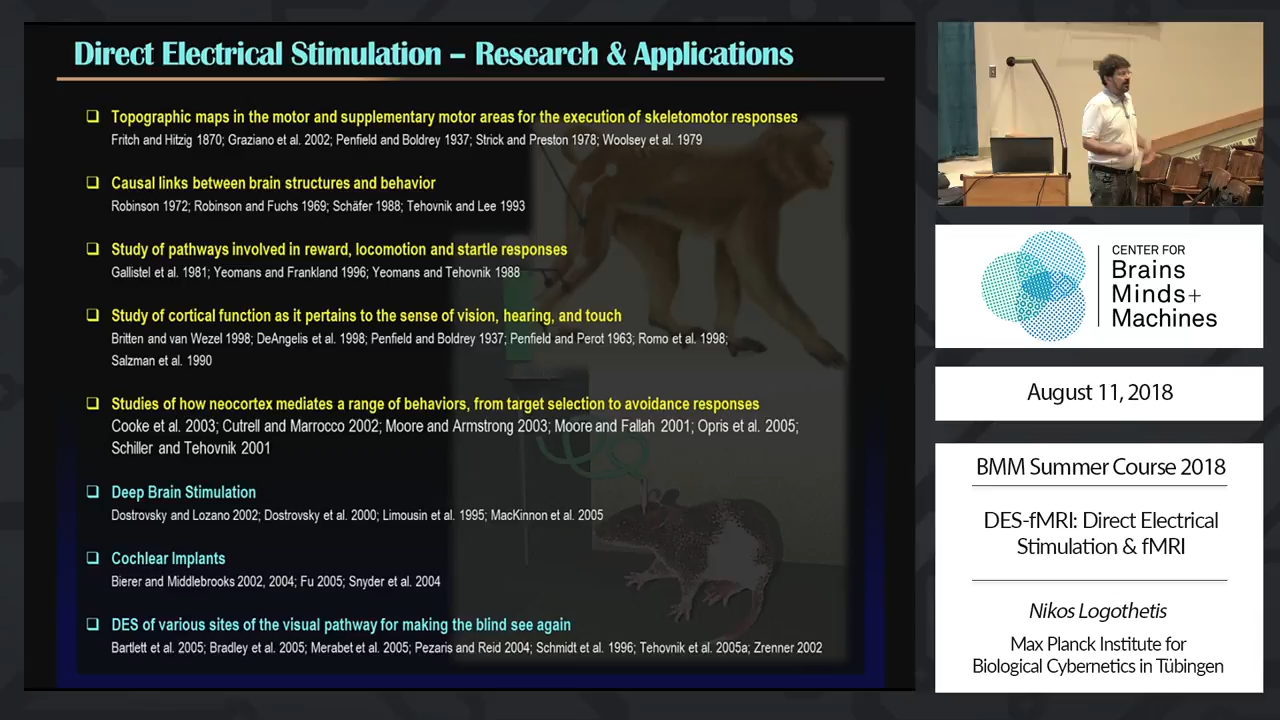 Direct Electrical Stimulation – Research & Applications
❑ Topographic maps in the motor and supplementary motor areas for the execution of skeletomotor responses
Fritch and Hitzig 1870; Graziano et al. 2002; Penfield and Boldrey 1937; Strick and Preston 1978; Woolsey et al. 1979
❑ Causal links between brain structures and behavior
Robinson 1972; Robinson and Fuchs 1969; Schäfer 1988; Tehovnik and Lee 1993
❑ Study of pathways involved in reward, locomotion and startle responses
Gallistel et al. 1981; Yeomans and Frankland 1996; Yeomans and Tehovnik 1988
❑ Study of cortical function as it pertains to the sense of vision, hearing, and touch
Britten and van Wezel 1998; DeAngelis et al. 1998; Penfield and Boldrey 1937; Penfield and Perot 1963; Romo et al. 1998;
Salzman et al. 1990
❑ Studies of how neocortex mediates a range of behaviors, from target selection to avoidance responses
Cooke et al. 2003; Cutrell and Marrocco 2002; Moore and Armstrong 2003; Moore and Fallah 2001; Opris et al. 2005;
Schiller and Tehovnik 2001
❑ Deep Brain Stimulation
Dostrovsky and Lozano 2002; Dostrovsky et al. 2000; Limousin et al. 1995; MacKinnon et al. 2005
❑ Cochlear Implants
Bierer and Middlebrooks 2002, 2004; Fu 2005; Snyder et al. 2004
❑ DES of various sites of the visual pathway for making the blind see again
Bartlett et al. 2005; Bradley et al. 2005; Merabet et al. 2005; Pezaris and Reid 2004; Schmidt et al. 1996; Tehovnik et al. 2005a; Zrenner 2002
CENTER FOR
Brains
Minds+
Machines
August 11, 2018
BMM Summer Course 2018
DES-fMRI: Direct Electrical
Stimulation & fMRI
Nikos Logothetis
Max Planck Institute for
Biological Cybernetics in Tübingen